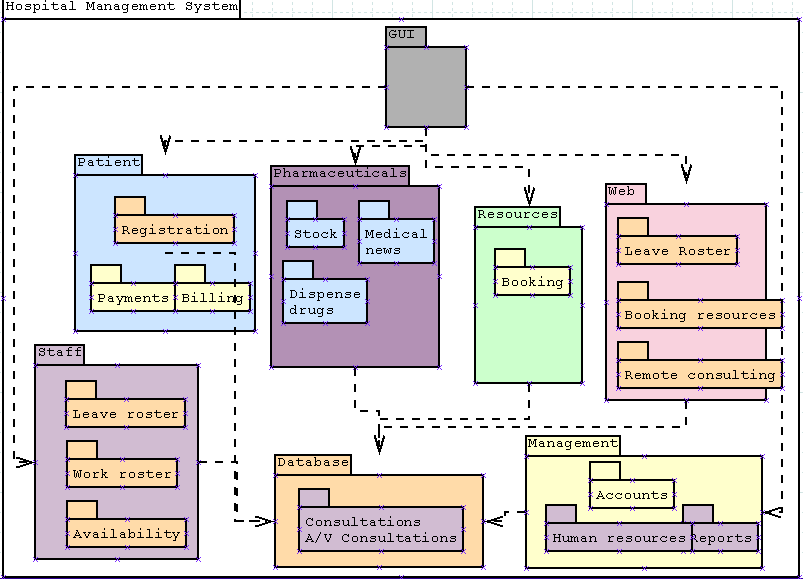 Hospital Management System
GUI
Patient
Registration
Payments
Billing
Pharmaceuticals
Stock
Medical
news
Dispense
drugs
Resources
Booking
Web
Leave Roster
Booking resources
Remote consulting
Staff
Leave roster
Work roster
Availability
Database
Consultations
A/V Consultations
Management
Accounts
Human resources
Reports